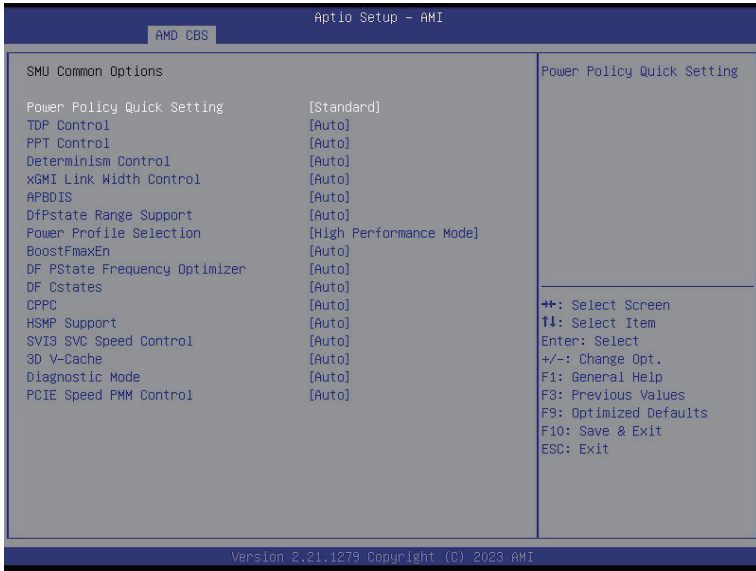 Aptio Setup – AMI
AMD CBS
SMU Common Options
Power Policy Quick Setting [Standard]
TDP Control [Auto]
PPT Control [Auto]
Determinism Control [Auto]
xGMI Link Width Control [Auto]
APBDIS [Auto]
DfPstate Range Support [Auto]
Power Profile Selection [High Performance Mode]
BoostFmaxEn [Auto]
DF PState Frequency Optimizer [Auto]
DF Cstates [Auto]
CPPC [Auto]
HSMP Support [Auto]
SVI3 SVC Speed Control [Auto]
3D V-Cache [Auto]
Diagnostic Mode [Auto]
PCIE Speed PMM Control [Auto]
Power Policy Quick Setting
→←: Select Screen
↑↓: Select Item
Enter: Select
+/-: Change Opt.
F1: General Help
F3: Previous Values
F9: Optimized Defaults
F10: Save & Exit
ESC: Exit
Version 2.21.1279 Copyright (C) 2023 AMI